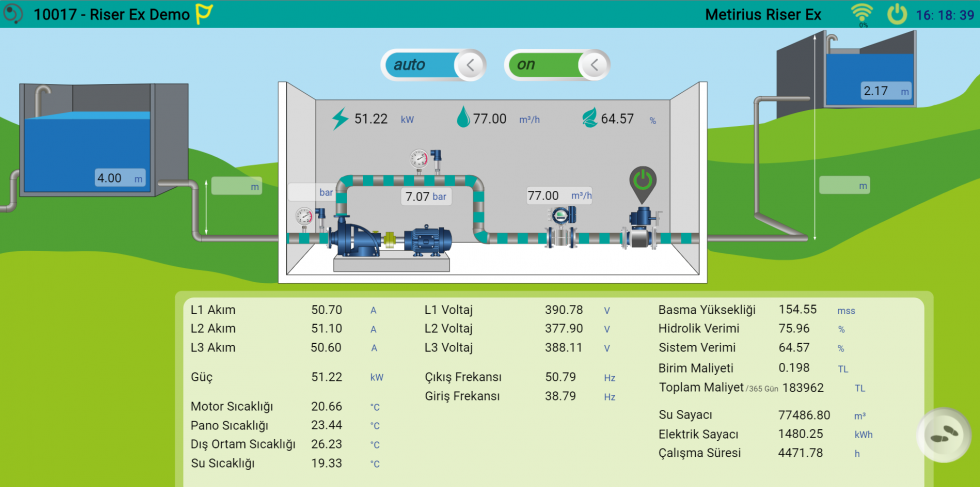 10017 - Riser Ex Demo Metirius Riser Ex 0% 16: 18: 39
auto on
51.22 kW 77.00 m³/h 64.57 %
2.17 m
4.00 m
m
bar
7.07 bar
77.00 m³/h
m
L1 Akım 50.70 A
L2 Akım 51.10 A
L3 Akım 50.60 A
Güç 51.22 kW
Motor Sıcaklığı 20.66 °C
Pano Sıcaklığı 23.44 °C
Dış Ortam Sıcaklığı 26.23 °C
Su Sıcaklığı 19.33 °C
L1 Voltaj 390.78 V
L2 Voltaj 377.90 V
L3 Voltaj 388.11 V
Çıkış Frekansı 50.79 Hz
Giriş Frekansı 38.79 Hz
Basma Yüksekliği 154.55 mss
Hidrolik Verimi 75.96 %
Sistem Verimi 64.57 %
Birim Maliyeti 0.198 TL
Toplam Maliyet /365 Gün 183962 TL
Su Sayacı 77486.80 m³
Elektrik Sayacı 1480.25 kWh
Çalışma Süresi 4471.78 h